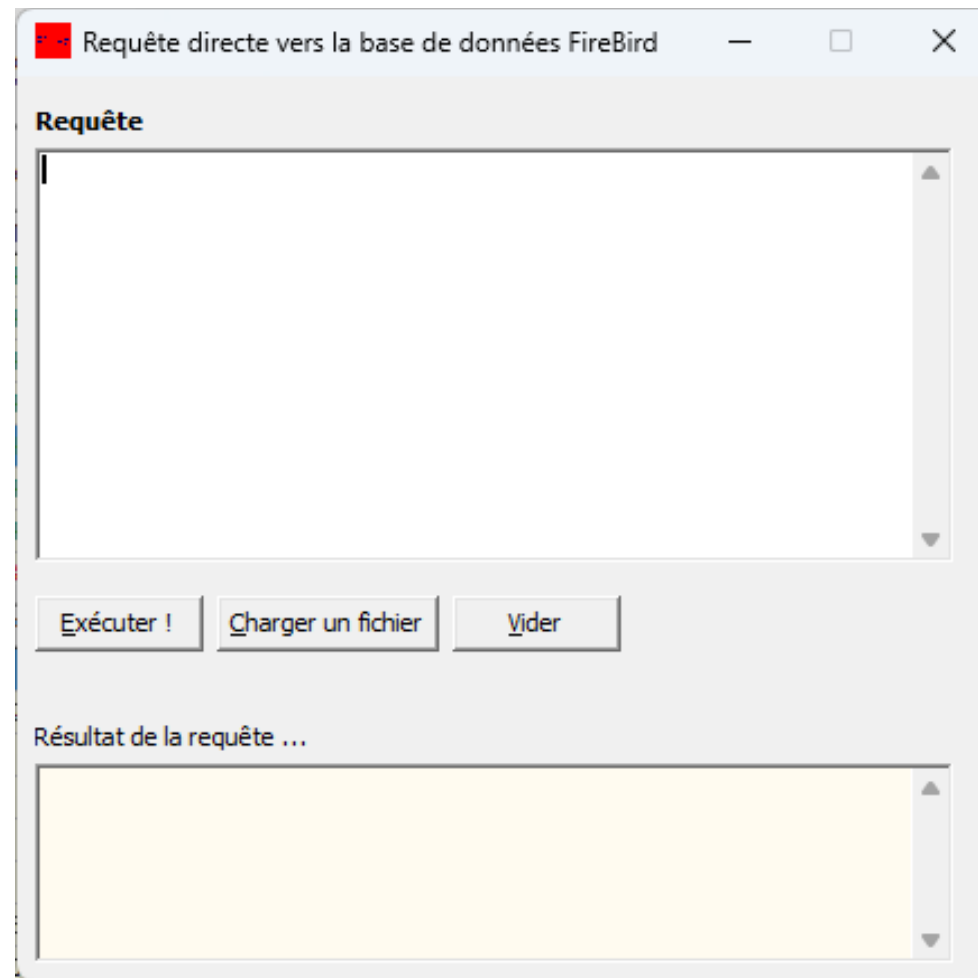 Requête directe vers la base de données FireBird
Requête
Exécuter ! Charger un fichier Vider
Résultat de la requête ...